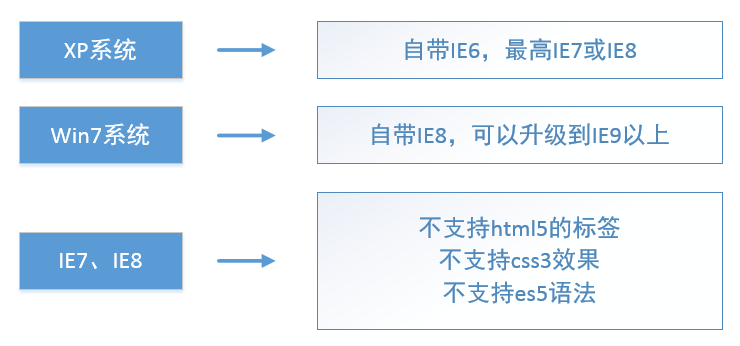 XP系统
自带IE6，最高IE7或IE8
Win7系统
自带IE8，可以升级到IE9以上
IE7、IE8
不支持html5的标签
不支持css3效果
不支持es5语法